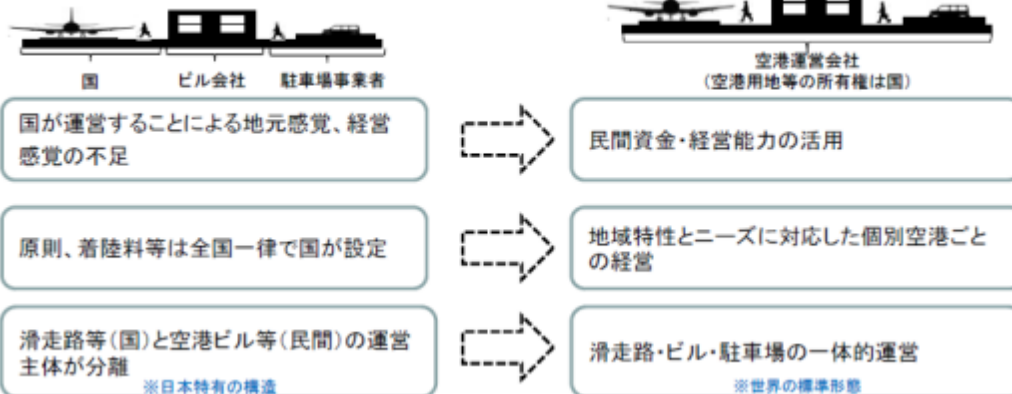 国 ビル会社 駐車場事業者
空港運営会社
(空港用地等の所有権は国)
国が運営することによる地元感覚、経営
感覚の不足
民間資金・経営能力の活用
原則、着陸料等は全国一律で国が設定
地域特性とニーズに対応した個別空港ごと
の経営
滑走路等(国)と空港ビル等(民間)の運営
主体が分離
※日本特有の構造
滑走路・ビル・駐車場の一体的運営
※世界の標準形態